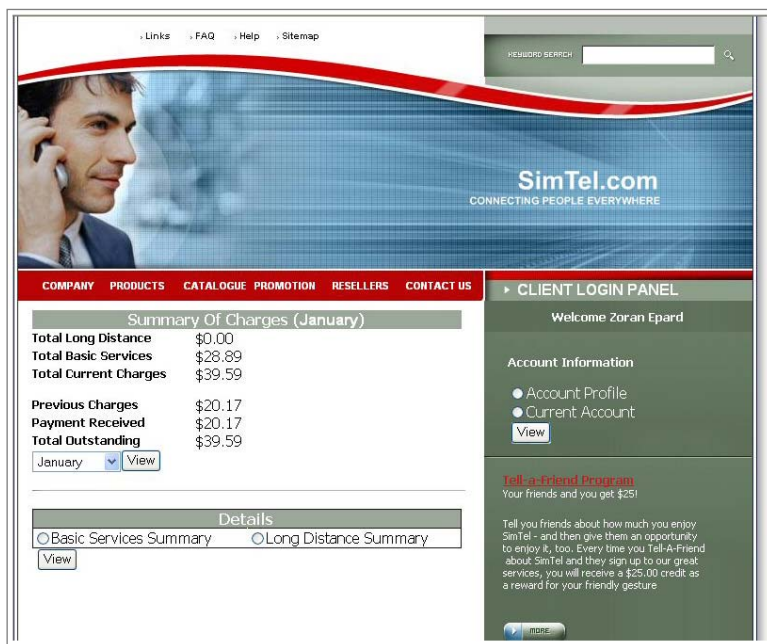 Links FAQ Help Sitemap
KEYWORD SEARCH
SimTel.com
CONNECTING PEOPLE EVERYWHERE
COMPANY PRODUCTS CATALOGUE PROMOTION RESELLERS CONTACT US
CLIENT LOGIN PANEL
Welcome Zoran Epard
Summary Of Charges (January)
Total Long Distance $0.00
Total Basic Services $28.89
Total Current Charges $39.59
Previous Charges $20.17
Payment Received $20.17
Total Outstanding $39.59
January View
Details
Basic Services Summary Long Distance Summary
View
Account Information
Account Profile
Current Account
View
Tell-a-Friend Program
Your friends and you get $25!
Tell you friends about how much you enjoy
SimTel - and then give them an opportunity
to enjoy it, too. Every time you Tell-A-Friend
about SimTel and they sign up to our great
services, you will receive a $25.00 credit as
a reward for your friendly gesture
MORE